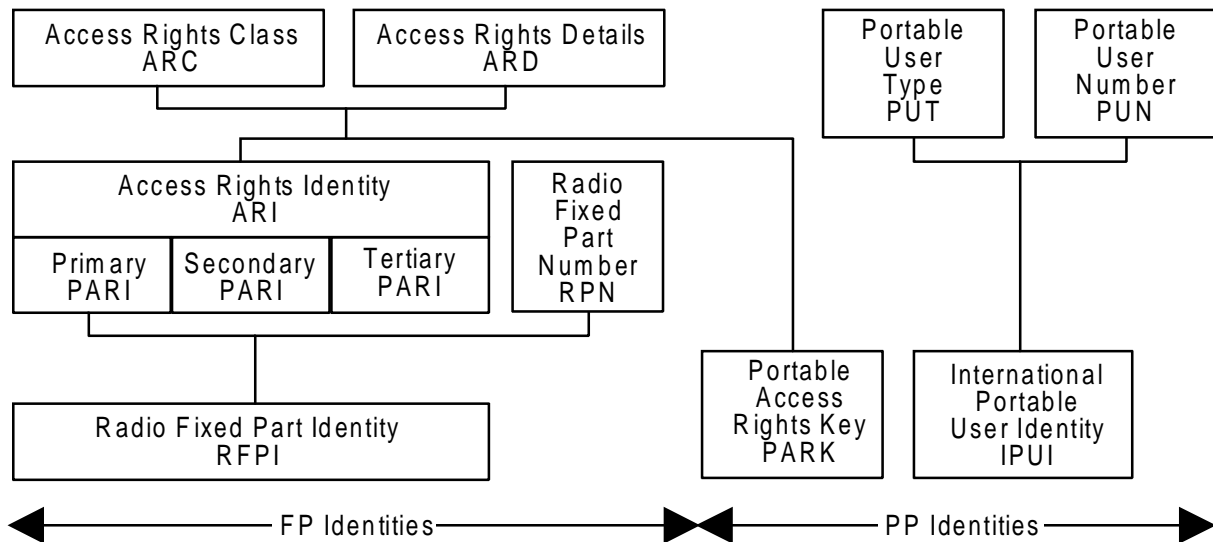 Access Rights Class
ARC
Access Rights Details
ARD
Portable
User
Type
PUT
Portable
User
Number
PUN
Access Rights Identity
ARI
Primary
PARI
Secondary
PARI
Tertiary
PARI
Radio
Fixed
Part
Number
RPN
Radio Fixed Part Identity
RFPI
Portable
Access
Rights Key
PARK
International
Portable
User Identity
IPUI
FP Identities
PP Identities